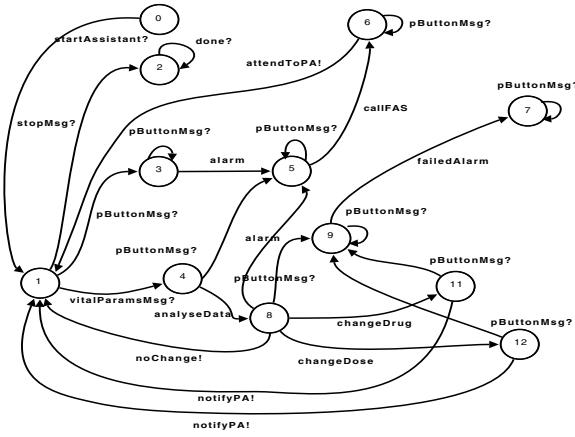 0
6
pButtonMsg?
startAssistant?
done?
2
attendToPA!
pButtonMsg?
callFAS
7
stopMsg?
pButtonMsg?
pButtonMsg?
alarm
failedAlarm
3
5
pButtonMsg?
pButtonMsg?
alarm
9
pButtonMsg?
pButtonMsg?
4
pButtonMsg?
1
11
vitalParamsMsg?
analyseData
8
changeDrug
pButtonMsg?
12
noChange!
changeDose
notifyPA!
notifyPA!